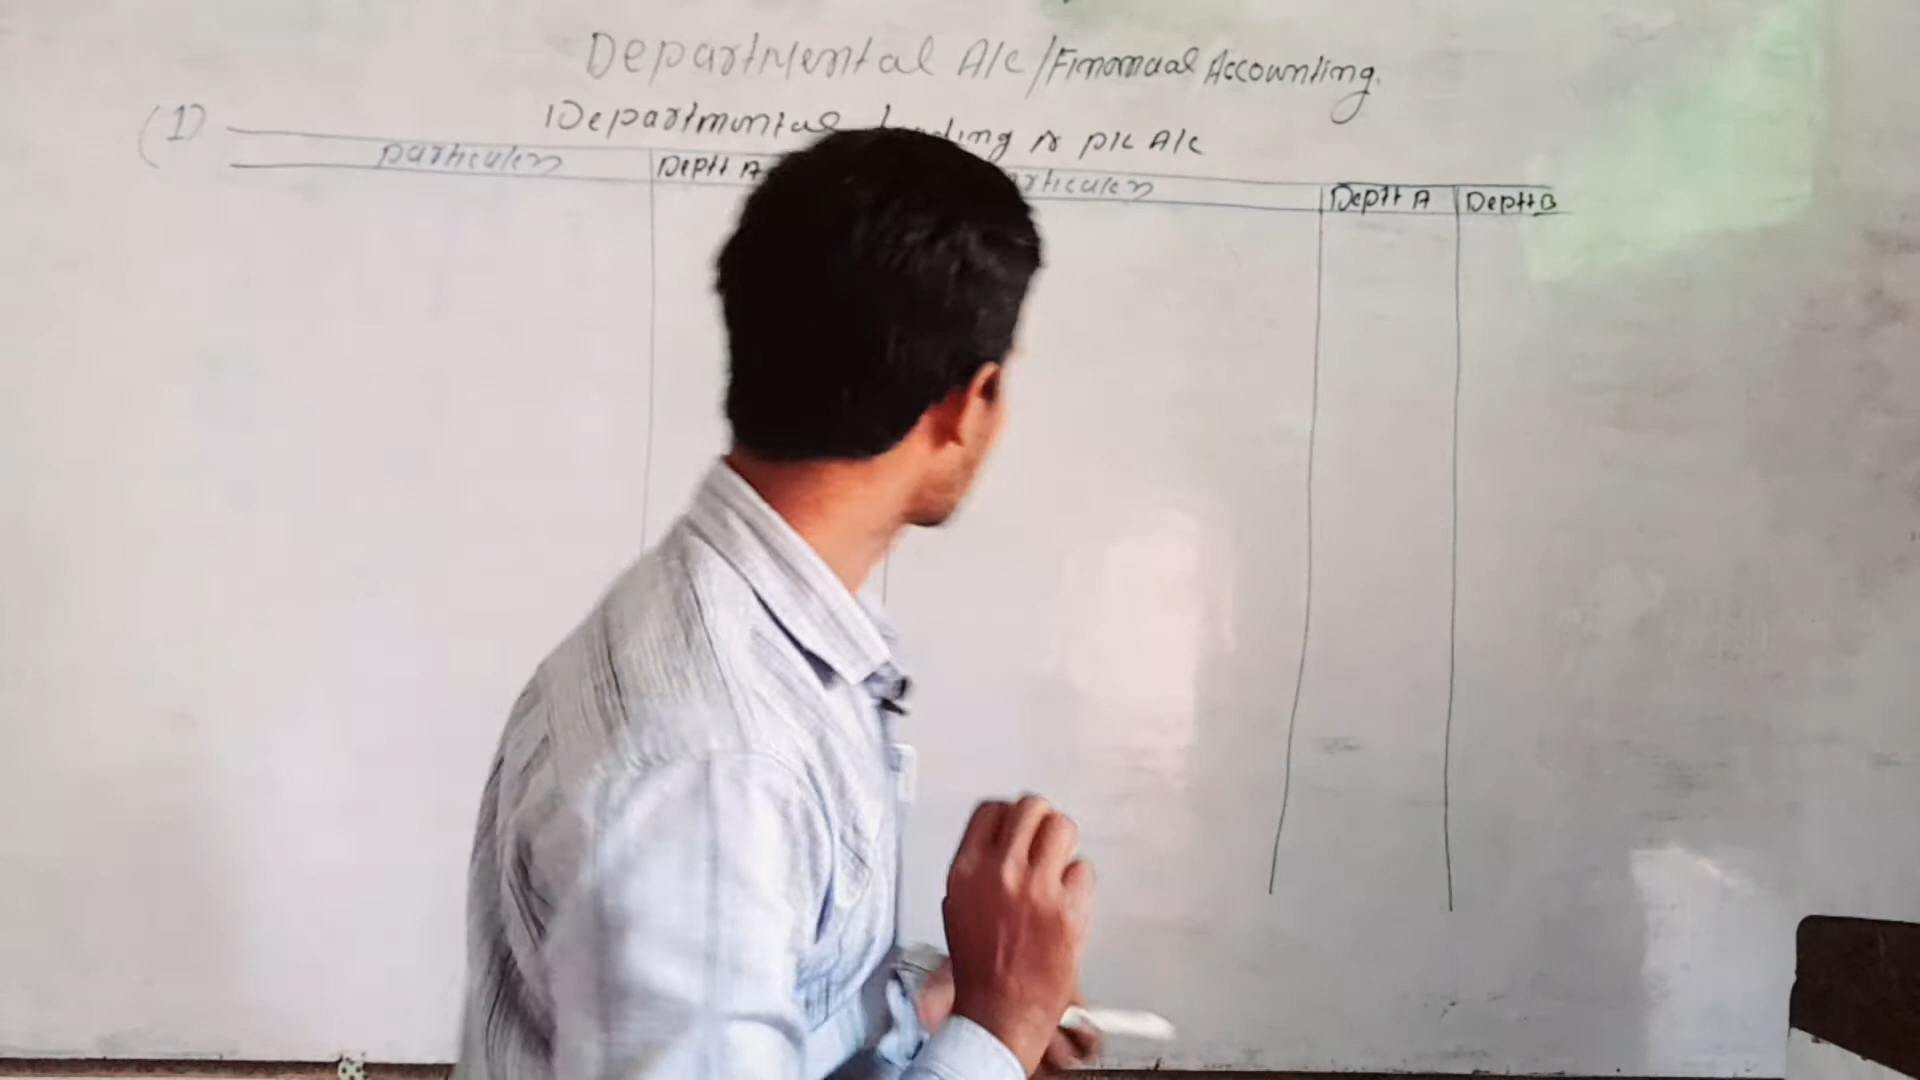 Departmental A/c/Financial Accounting.
(1)
Departmental trading & P/L A/c
Particulars Deptt A Particulars Deptt A Deptt B